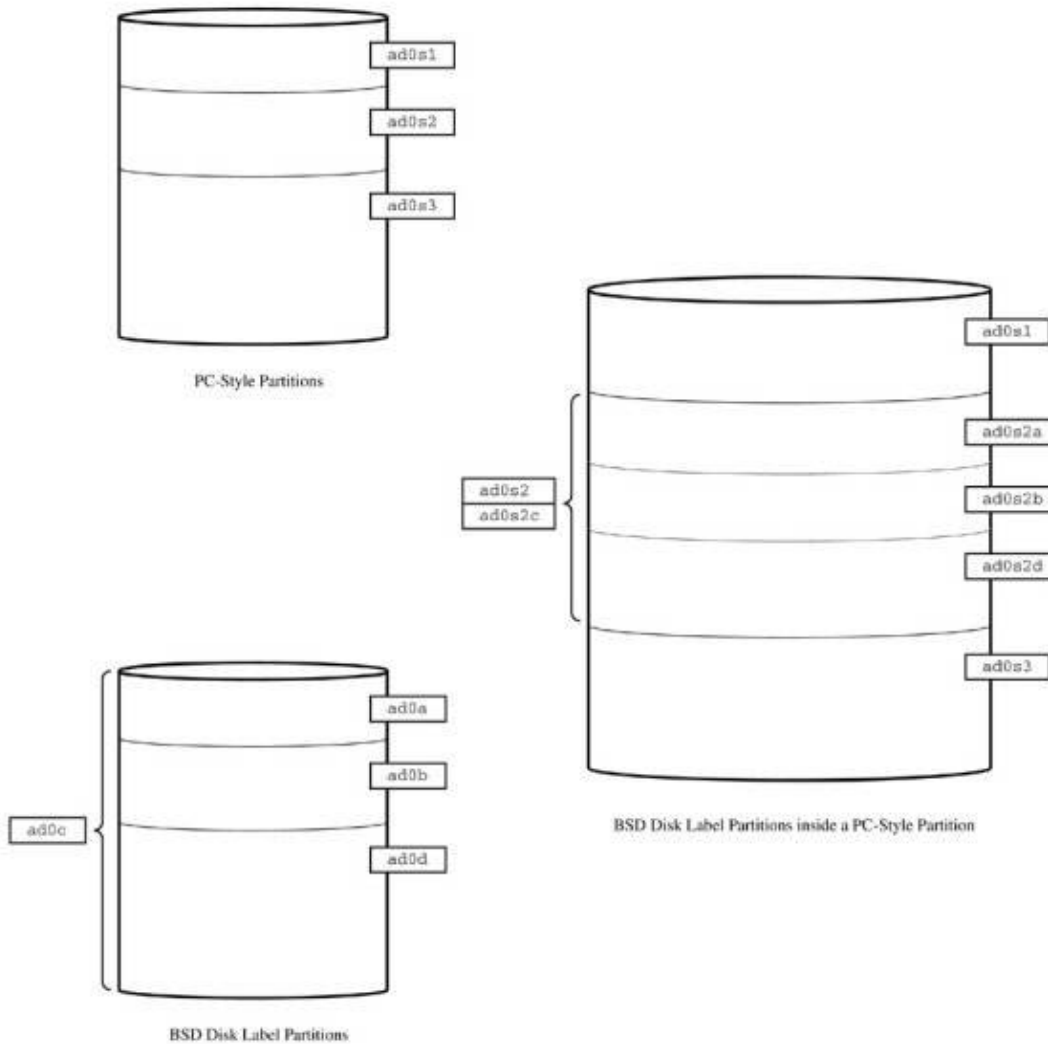 ad0s1
ad0s2
ad0s3
PC-Style Partitions
ad0s1
ad0s2a
ad0s2
ad0s2c
ad0s2b
ad0s2d
ad0s3
BSD Disk Label Partitions inside a PC-Style Partition
ad0a
ad0b
ad0c
ad0d
BSD Disk Label Partitions